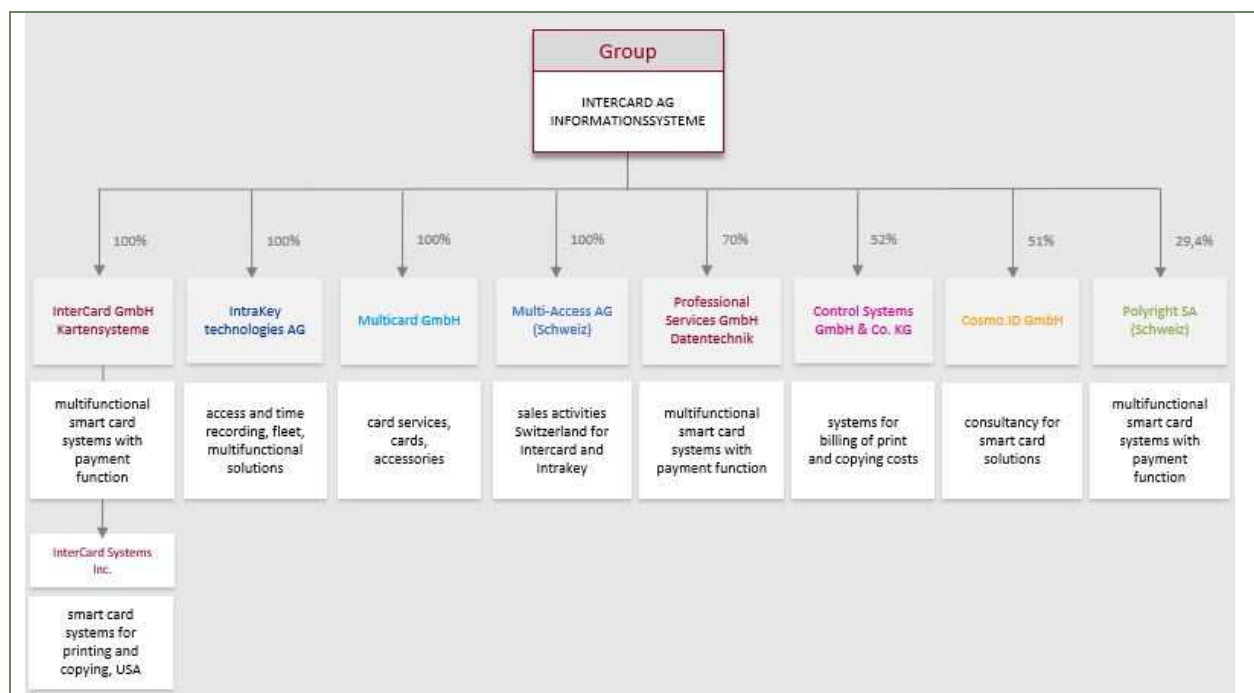 Group
INTERCARD AG
INFORMATIONSSYSTEME
100%
100%
100%
100%
70%
52%
51%
29,4%
InterCard GmbH
Kartensysteme
IntraKey
technologies AG
Multicard GmbH
Multi-Access AG
(Schweiz)
Professional
Services GmbH
Datentechnik
Control Systems
GmbH & Co. KG
Cosmo.ID GmbH
Polyright SA
(Schweiz)
multifunctional
smart card
systems with
payment
function
access and time
recording, fleet,
multifunctional
solutions
card services,
cards,
accessories
sales activities
Switzerland for
Intercard and
Intrakey
multifunctional
smart card
systems with
payment function
systems for
billing of print
and copying costs
consultancy for
smart card
solutions
multifunctional
smart card
systems with
payment
function
InterCard Systems
Inc.
smart card
systems for
printing and
copying, USA